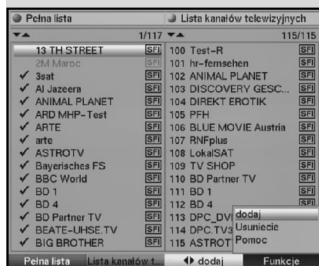 Pełna lista
1/117
13 TH STREET SFI
2M Maroc SFI
3sat SFI
Al Jazeera SFI
ANIMAL PLANET SFI
ARD MHP-Test SFI
ARTE SFI
arte SFI
ASTROTV SFI
Bayerisches FS SFI
BBC World SFI
BD 1 SFI
BD 4 SFI
BD Partner TV SFI
BEATE-UHSE.TV SFI
BIG BROTHER SFI
Lista kanałów telewizyjnych
115/115
100 Test-R SFI
101 hr-fernsehen SFI
102 ANIMAL PLANET SFI
103 DISCOVERY GESC... SFI
104 DIREKT EROTIK SFI
105 PFH SFI
106 BLUE MOVIE Austria SFI
107 RNFplus SFI
108 LokalSAT SFI
109 TV SHOP SFI
110 BD Partner TV SFI
111 BD 1 SFI
112 BD 4 SFI
113 DPC_DV
114 DPC.TV3
115 ASTROT
dodaj
Usuniecie
Pomoc
Pełna lista
Lista kanałów t...
dodaj
Funkcje